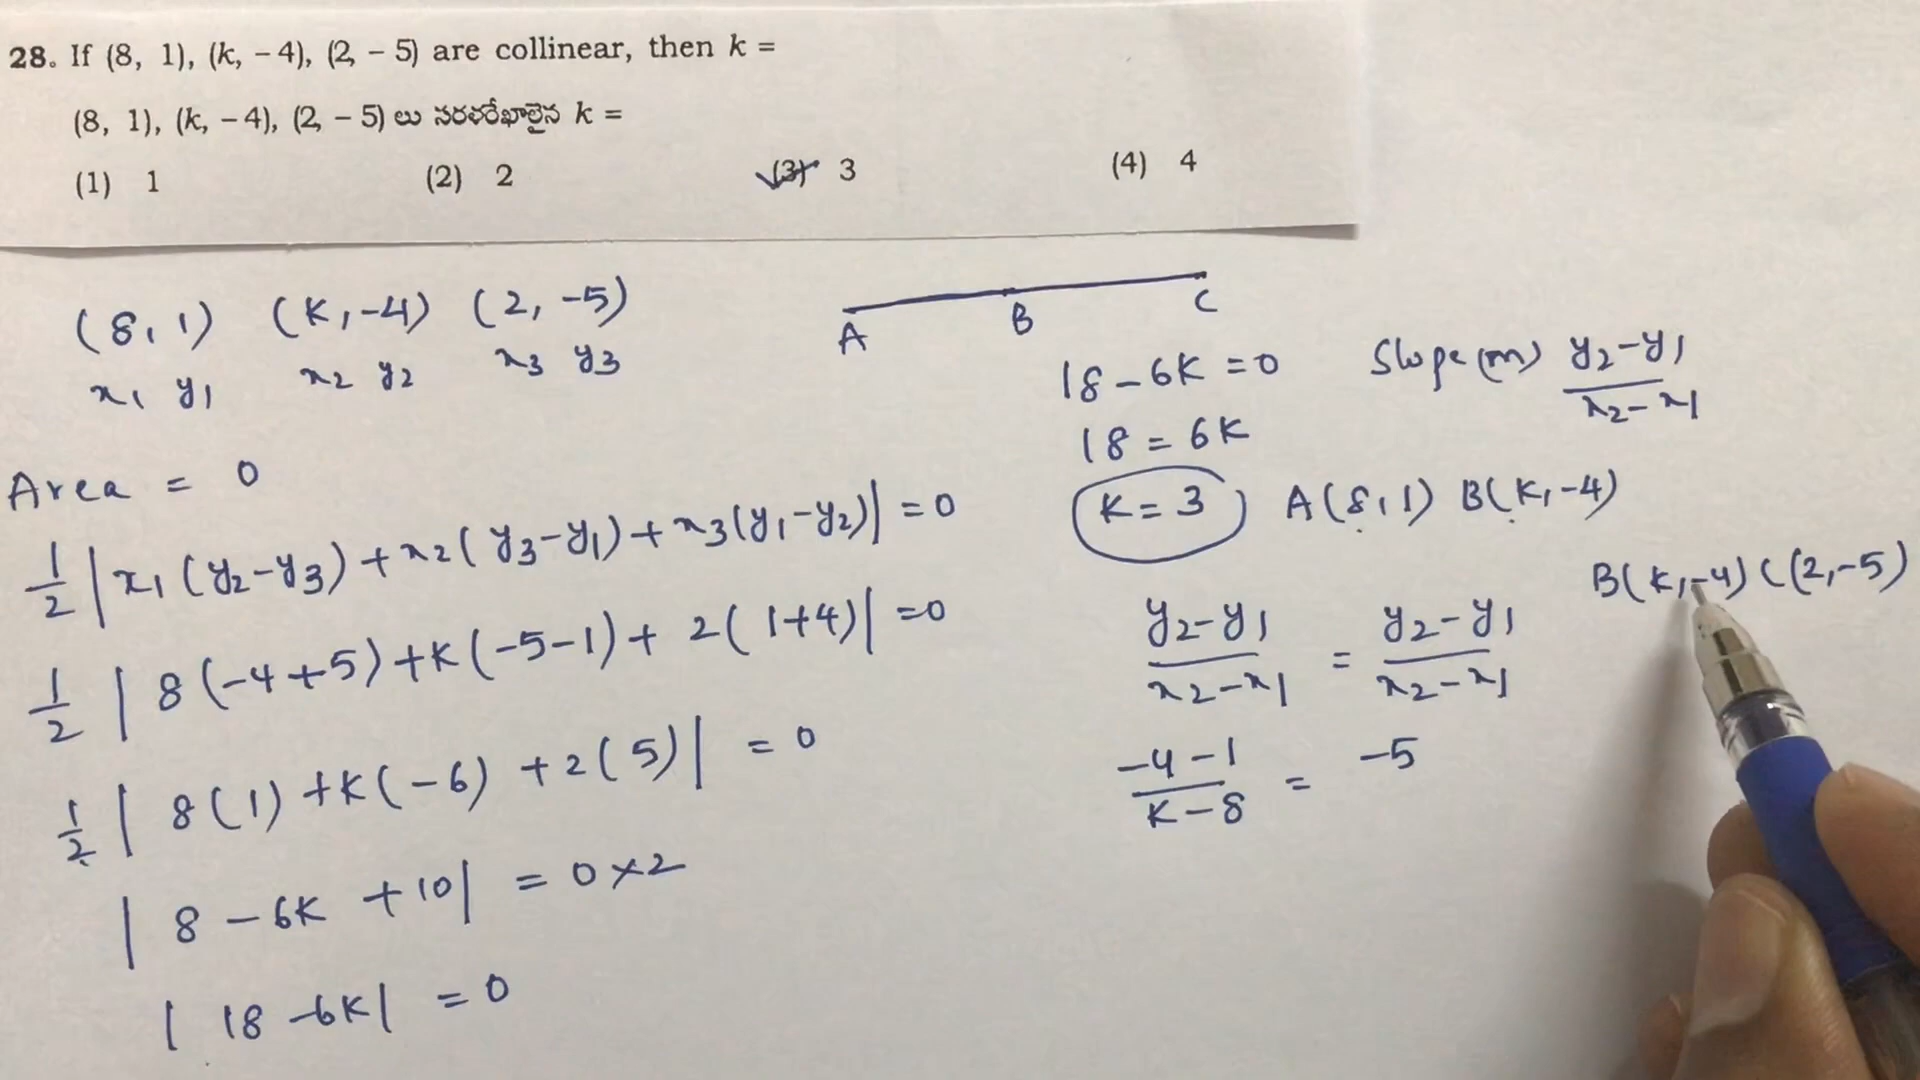 28. If (8, 1), (k, – 4), (2, – 5) are collinear, then k =
(8, 1), (k, – 4), (2, – 5) లు సరళరేఖీయాలైన k =
(1) 1 (2) 2 (3) 3 (4) 4
(8, 1) (K, -4) (2, -5)
x1 y1 x2 y2 x3 y3
A B C
Area = 0
1/2 |x1(y2-y3)+x2(y3-y1)+x3(y1-y2)| = 0
1/2 | 8(-4+5)+K(-5-1)+ 2(1+4)| =0
1/2 | 8(1)+K(-6) +2(5)| = 0
| 8 - 6K +10| = 0×2
| 18 -6K| = 0
18-6K =0
18 = 6K
K = 3
Slope(m) y2-y1/x2-x1
A(8,1) B(K,-4)
B(K,-4) C(2,-5)
y2-y1/x2-x1 = y2-y1/x2-x1
-4-1/K-8 = -5